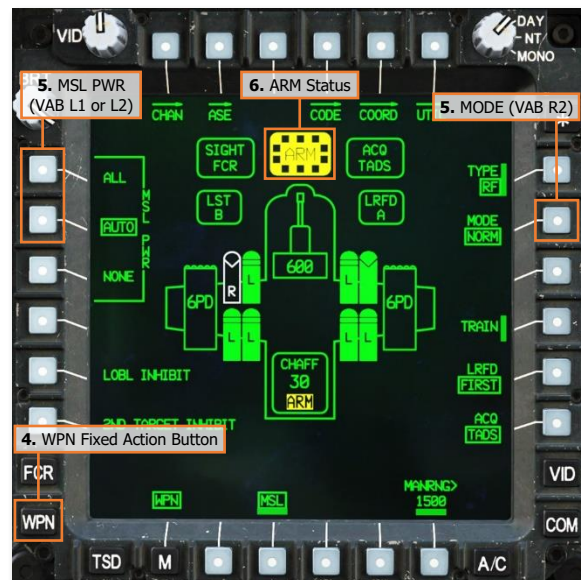 VID
DAY
NT
MONO
5. MSL PWR
(VAB L1 or L2)
6. ARM Status
5. MODE (VAB R2)
CHAN
ASE
CODE
COORD
ALL
SIGHT
FCR
ARM
ACQ
TADS
TYPE
RF
MSL PWR
AUTO
LST
B
LRFD
A
MODE
NORM
600
NONE
R
L
L
L
6PD
6PD
L
L
L
L
TRAIN
CHAFF
30
ARM
LOBL INHIBIT
LRFD
FIRST
2ND TARGET INHIBIT
ACQ
TADS
4. WPN Fixed Action Button
FCR
VID
WPN
WPN
MSL
MANRNG>
1500
COM
TSD
M
A/C